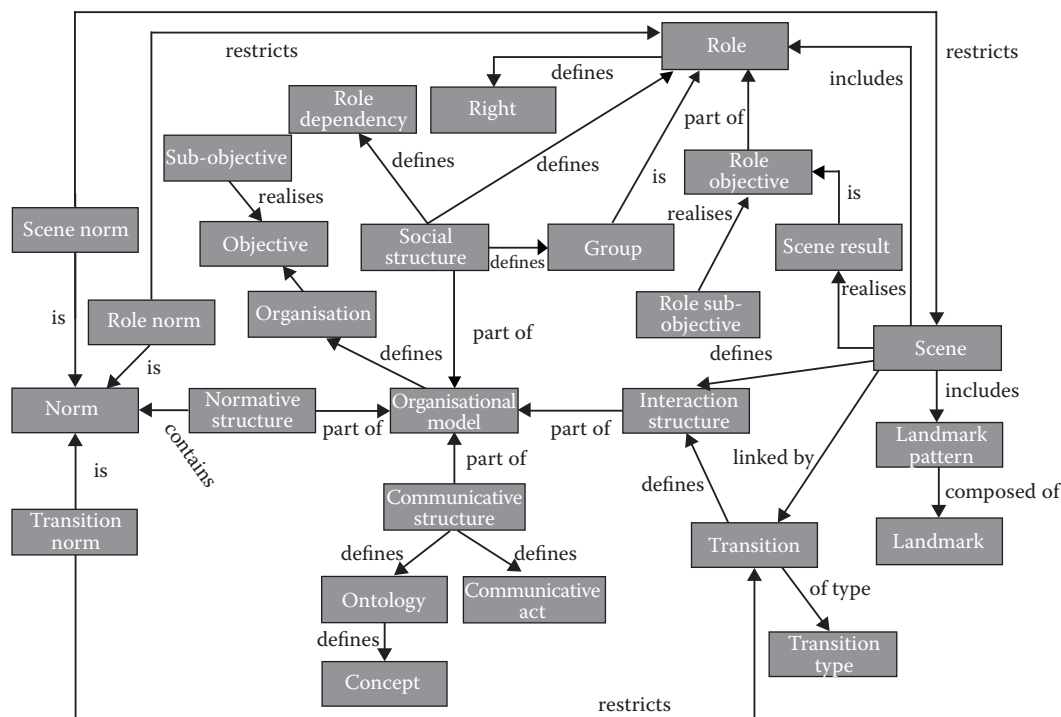 Role
restricts
restricts
defines
includes
Role
dependency
Right
part of
Sub-objective
defines
defines
Role
objective
realises
is
is
realises
Scene norm
Objective
Social
structure
defines
Group
Scene result
realises
Role norm
Organisation
Role sub-
objective
is
part of
Scene
defines
defines
is
includes
Norm
Normative
structure
Organisational
model
Interaction
structure
part of
part of
Landmark
pattern
contains
part of
linked by
is
defines
composed of
Communicative
structure
Transition
norm
Transition
Landmark
defines
defines
of type
Ontology
Communicative
act
defines
Transition
type
Concept
restricts